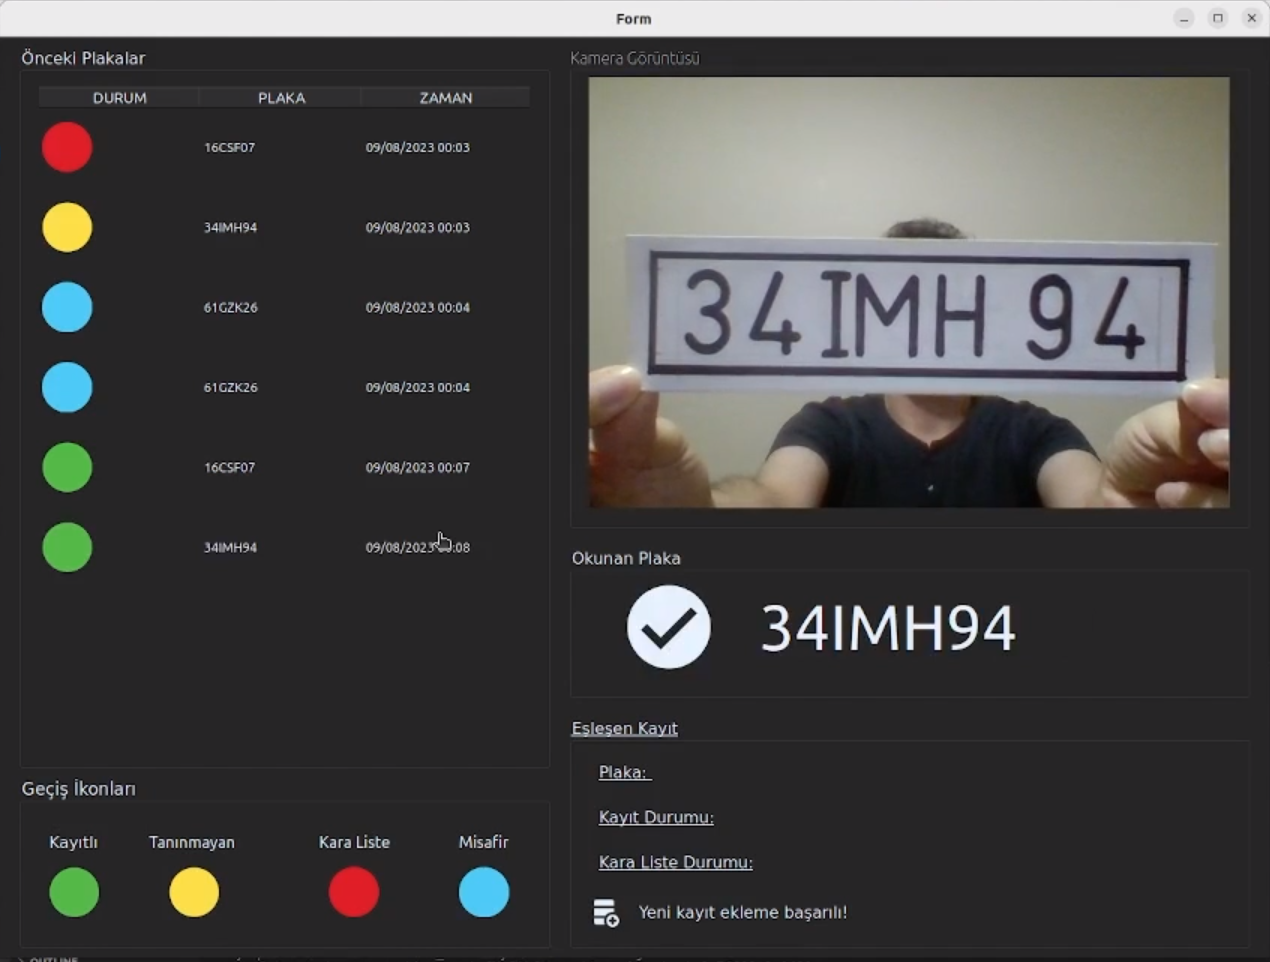 Form
Önceki Plakalar
DURUM PLAKA ZAMAN
16CSF07 09/08/2023 00:03
34IMH94 09/08/2023 00:03
61GZK26 09/08/2023 00:04
61GZK26 09/08/2023 00:04
16CSF07 09/08/2023 00:07
34IMH94 09/08/2023 :08
Geçiş İkonları
Kayıtlı Tanınmayan Kara Liste Misafir
Kamera Görüntüsü
34 IMH 94
Okunan Plaka
34IMH94
Eşleşen Kayıt
Plaka:
Kayıt Durumu:
Kara Liste Durumu:
Yeni kayıt ekleme başarılı!